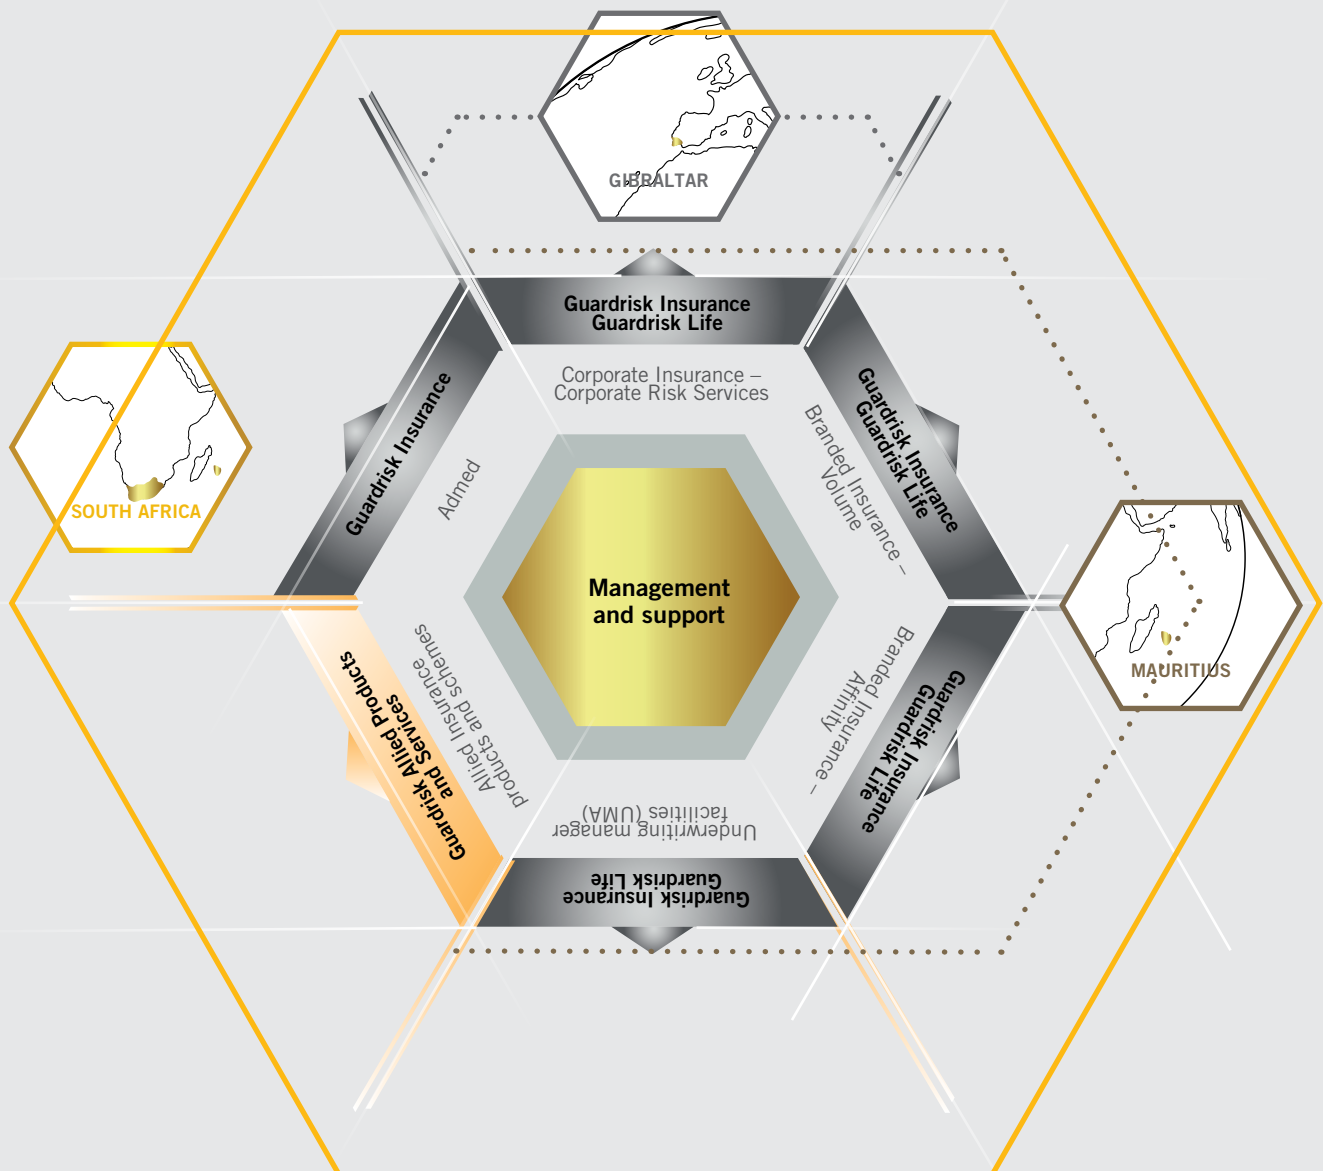 GIBRALTAR
Guardrisk Insurance
Guardrisk Life
Corporate Insurance –
Corporate Risk Services
Guardrisk Insurance
Guardrisk Life
Branded Insurance –
Volume
MAURITIUS
Guardrisk Insurance
Guardrisk Life
Branded Insurance –
Affinity
Guardrisk Insurance
Guardrisk Life
Underwriting manager
facilities (UMA)
Guardrisk Allied Products
and Services
Allied Insurance
products and schemes
SOUTH AFRICA
Guardrisk Insurance
Admed
Management
and support